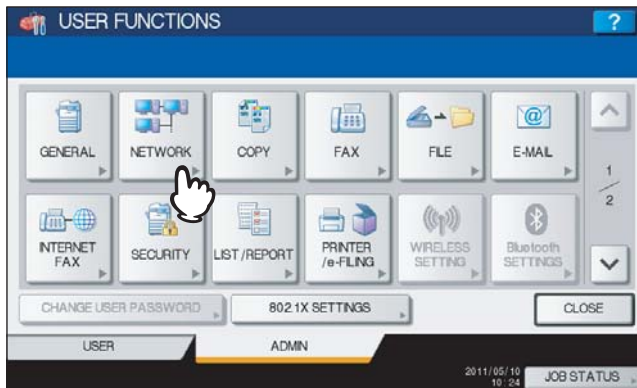 USER FUNCTIONS
?
GENERAL
NETWORK
COPY
FAX
FILE
E-MAIL
1
2
INTERNET
FAX
SECURITY
LIST/REPORT
PRINTER
/e-FILING
WIRELESS
SETTING
Bluetooth
SETTINGS
CHANGE USER PASSWORD
802.1X SETTINGS
CLOSE
USER
ADMIN
2011/05/10
10:24
JOB STATUS